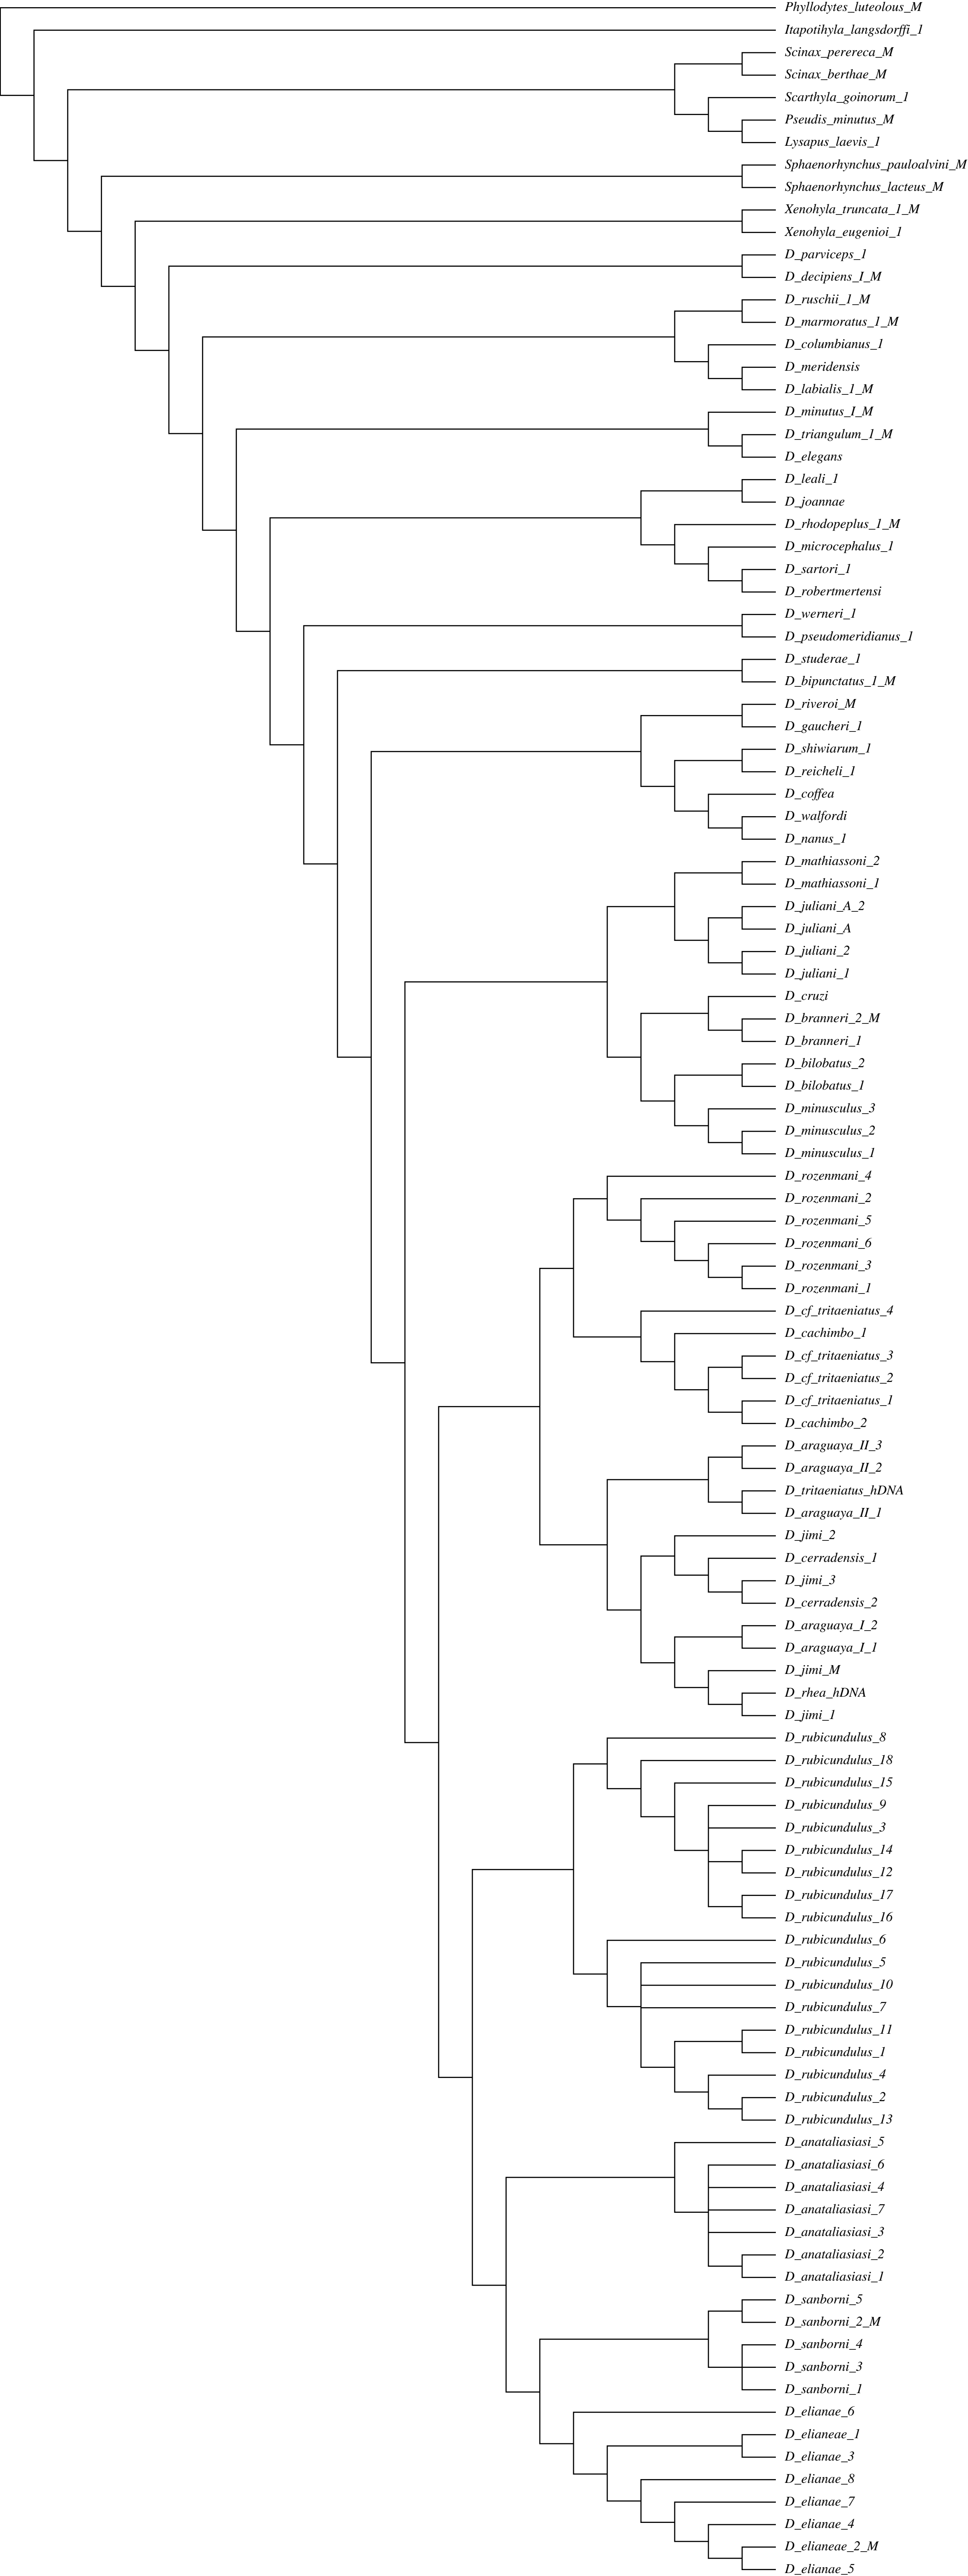 Phyllodytes_luteolous_M
Itapotihyla_langsdorffi_1
Scinax_perereca_M
Scinax_berthae_M
Scarthyla_goinorum_1
Pseudis_minutus_M
Lysapus_laevis_1
Sphaenorhynchus_pauloalvini_M
Sphaenorhynchus_lacteus_M
Xenohyla_truncata_1_M
Xenohyla_eugenioi_1
D_parviceps_1
D_decipiens_I_M
D_ruschii_1_M
D_marmoratus_1_M
D_columbianus_1
D_meridensis
D_labialis_1_M
D_minutus_I_M
D_triangulum_1_M
D_elegans
D_leali_1
D_joannae
D_rhodopeplus_1_M
D_microcephalus_1
D_sartori_1
D_robertmertensi
D_werneri_1
D_pseudomeridianus_1
D_studerae_1
D_bipunctatus_1_M
D_riveroi_M
D_gaucheri_1
D_shiwiarum_1
D_reicheli_1
D_coffea
D_walfordi
D_nanus_1
D_mathiassoni_2
D_mathiassoni_1
D_juliani_A_2
D_juliani_A
D_juliani_2
D_juliani_1
D_cruzi
D_branneri_2_M
D_branneri_1
D_bilobatus_2
D_bilobatus_1
D_minusculus_3
D_minusculus_2
D_minusculus_1
D_rozenmani_4
D_rozenmani_2
D_rozenmani_5
D_rozenmani_6
D_rozenmani_3
D_rozenmani_1
D_cf_tritaeniatus_4
D_cachimbo_1
D_cf_tritaeniatus_3
D_cf_tritaeniatus_2
D_cf_tritaeniatus_1
D_cachimbo_2
D_araguaya_II_3
D_araguaya_II_2
D_tritaeniatus_hDNA
D_araguaya_II_1
D_jimi_2
D_cerradensis_1
D_jimi_3
D_cerradensis_2
D_araguaya_I_2
D_araguaya_I_1
D_jimi_M
D_rhea_hDNA
D_jimi_1
D_rubicundulus_8
D_rubicundulus_18
D_rubicundulus_15
D_rubicundulus_9
D_rubicundulus_3
D_rubicundulus_14
D_rubicundulus_12
D_rubicundulus_17
D_rubicundulus_16
D_rubicundulus_6
D_rubicundulus_5
D_rubicundulus_10
D_rubicundulus_7
D_rubicundulus_11
D_rubicundulus_1
D_rubicundulus_4
D_rubicundulus_2
D_rubicundulus_13
D_anataliasiasi_5
D_anataliasiasi_6
D_anataliasiasi_4
D_anataliasiasi_7
D_anataliasiasi_3
D_anataliasiasi_2
D_anataliasiasi_1
D_sanborni_5
D_sanborni_2_M
D_sanborni_4
D_sanborni_3
D_sanborni_1
D_elianae_6
D_elianeae_1
D_elianae_3
D_elianae_8
D_elianae_7
D_elianae_4
D_elianeae_2_M
D_elianae_5